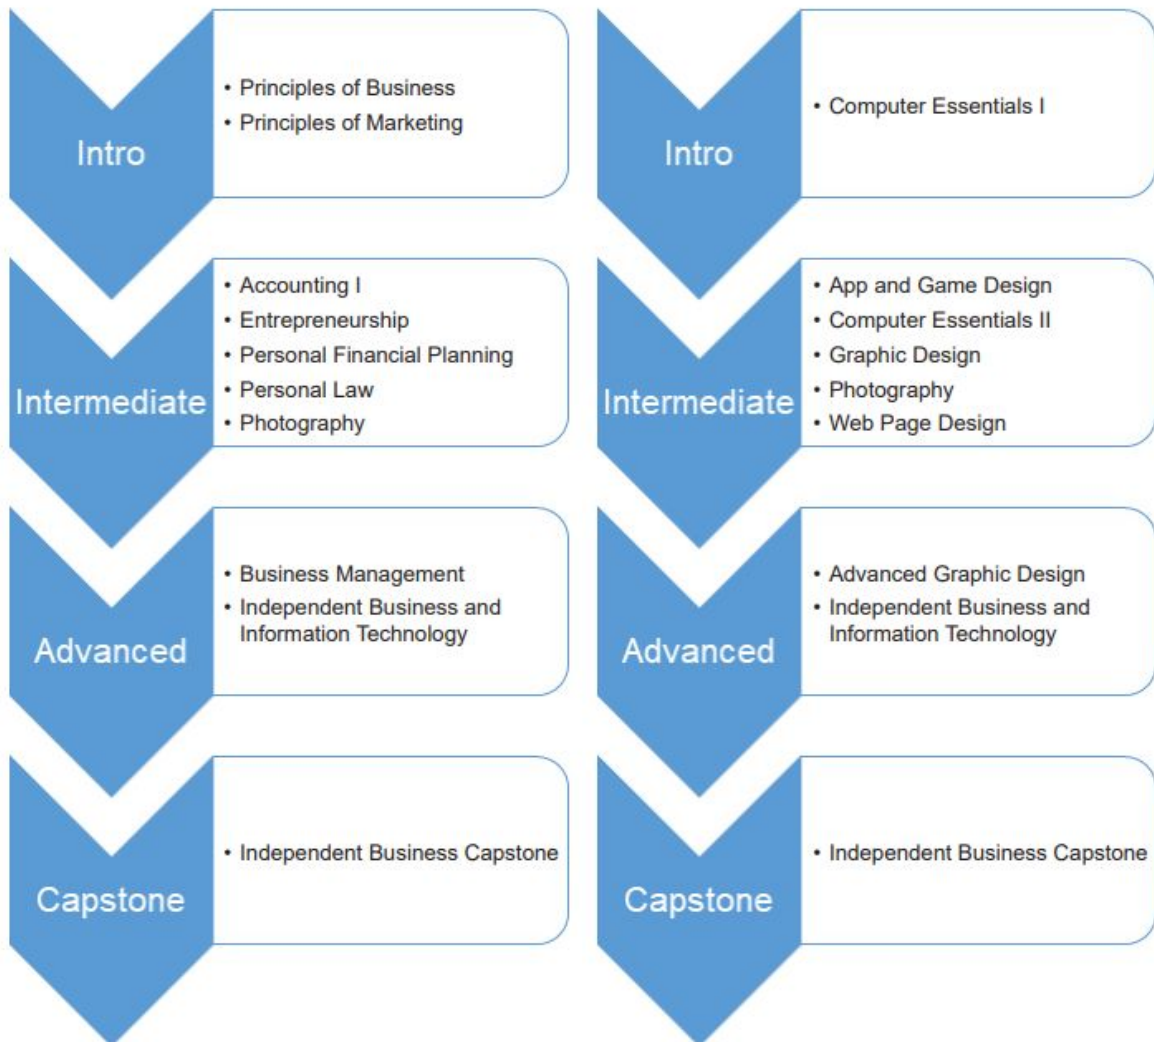 Intro
• Principles of Business
• Principles of Marketing
Intermediate
• Accounting I
• Entrepreneurship
• Personal Financial Planning
• Personal Law
• Photography
Advanced
• Business Management
• Independent Business and
Information Technology
Capstone
• Independent Business Capstone
Intro
• Computer Essentials I
Intermediate
• App and Game Design
• Computer Essentials II
• Graphic Design
• Photography
• Web Page Design
Advanced
• Advanced Graphic Design
• Independent Business and
Information Technology
Capstone
• Independent Business Capstone